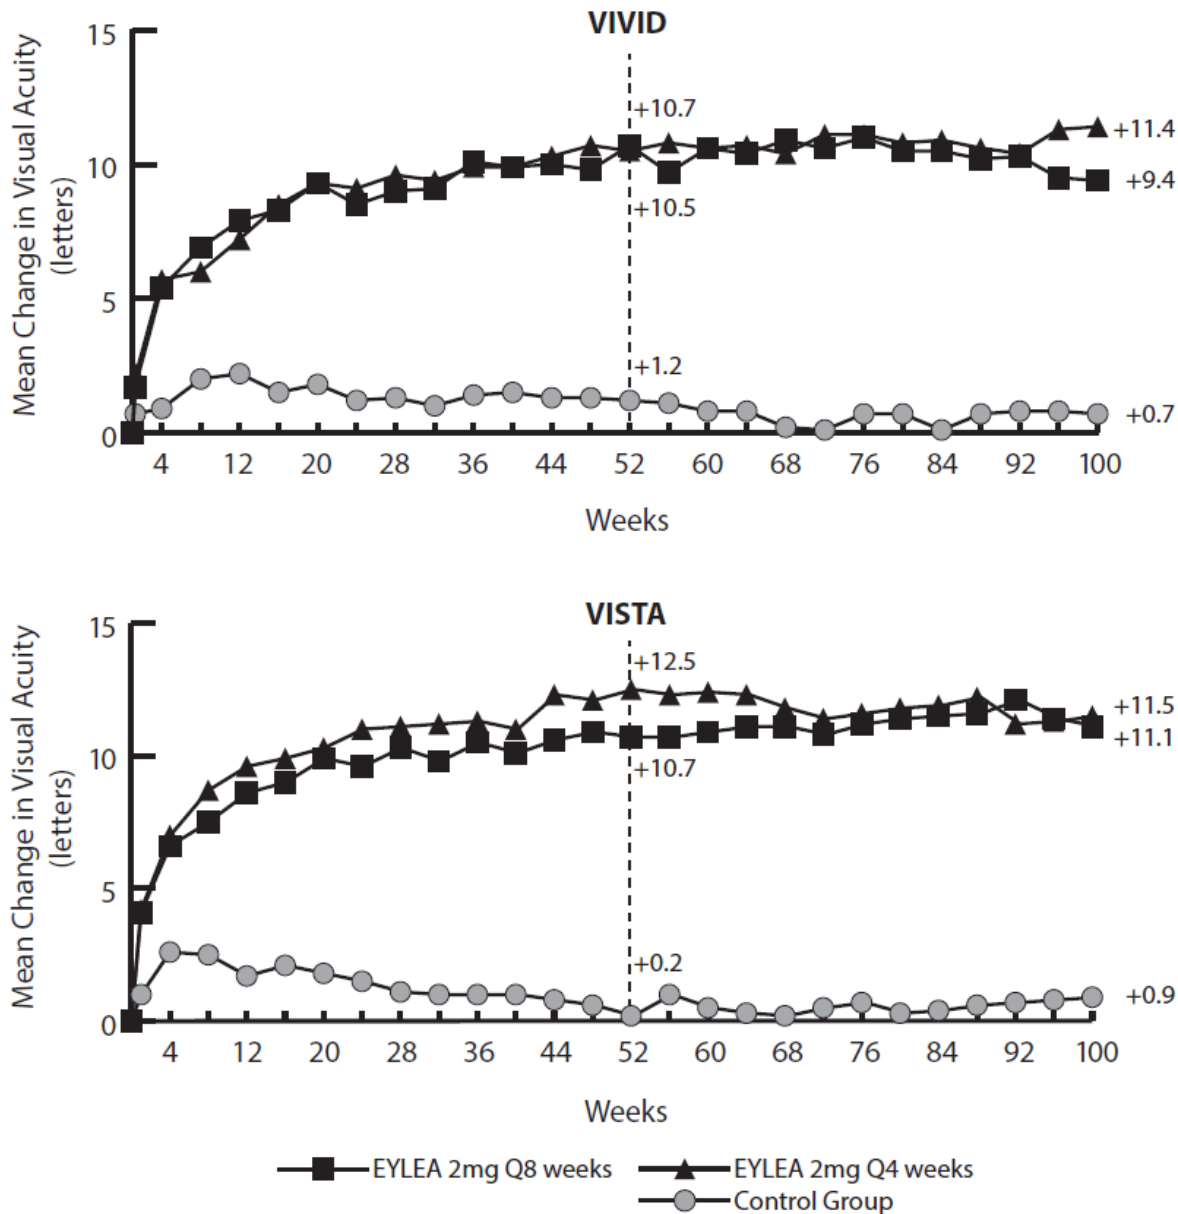 VIVID
Mean Change in Visual Acuity
(letters)
15
10
5
0
+10.7
+10.5
+1.2
+11.4
+9.4
+0.7
4 12 20 28 36 44 52 60 68 76 84 92 100
Weeks
VISTA
Mean Change in Visual Acuity
(letters)
15
10
5
0
+12.5
+10.7
+0.2
+11.5
+11.1
+0.9
4 12 20 28 36 44 52 60 68 76 84 92 100
Weeks
EYLEA 2mg Q8 weeks EYLEA 2mg Q4 weeks
Control Group